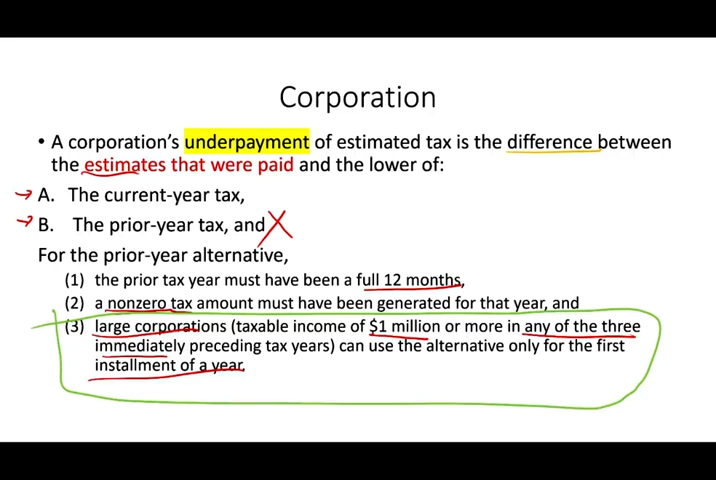 Corporation
• A corporation's underpayment of estimated tax is the difference between
the estimates that were paid and the lower of:
A. The current-year tax,
B. The prior-year tax, and
For the prior-year alternative,
(1) the prior tax year must have been a full 12 months,
(2) a nonzero tax amount must have been generated for that year, and
(3) large corporations (taxable income of $1 million or more in any of the three
immediately preceding tax years) can use the alternative only for the first
installment of a year.